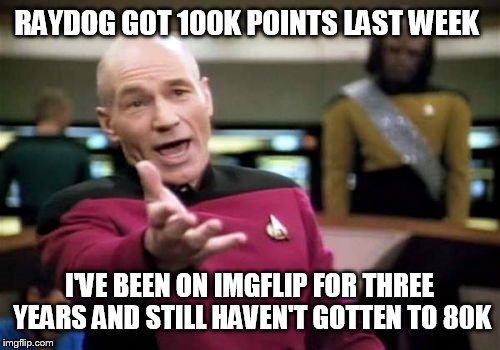 RAYDOG GOT 100K POINTS LAST WEEK
I'VE BEEN ON IMGFLIP FOR THREE
YEARS AND STILL HAVEN'T GOTTEN TO 80K
imgflip.com